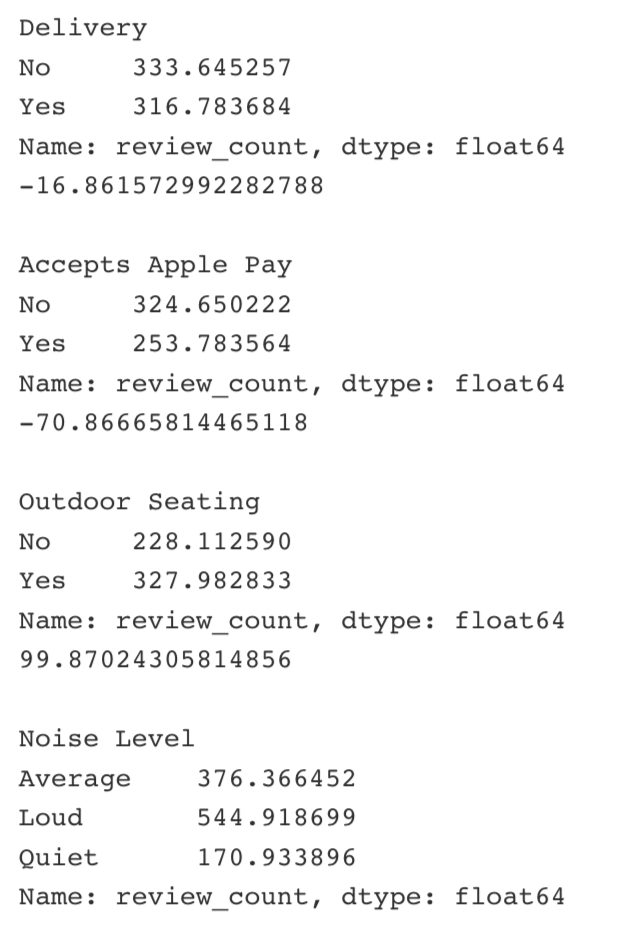 Delivery
No     333.645257
Yes    316.783684
Name: review_count, dtype: float64
-16.861572992282788

Accepts Apple Pay
No     324.650222
Yes    253.783564
Name: review_count, dtype: float64
-70.86665814465118

Outdoor Seating
No     228.112590
Yes    327.982833
Name: review_count, dtype: float64
99.87024305814856

Noise Level
Average    376.366452
Loud       544.918699
Quiet      170.933896
Name: review_count, dtype: float64